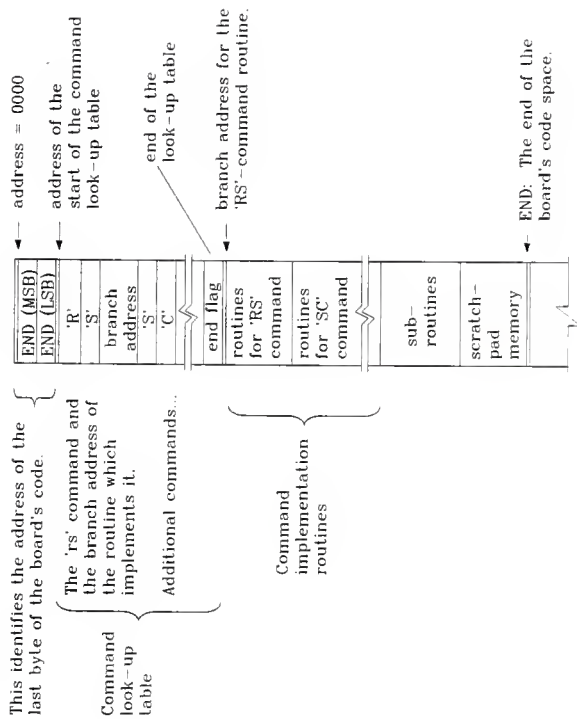 This identifies the address of the
last byte of the board's code.
Command
look-up
table
The 'rs' command and
the branch address of
the routine which
implements it.
Additional commands...
Command
implementation
routines
END (MSB)
END (LSB)
'R'
'S'
branch
address
'S'
'C'
end flag
routines
for 'RS'
command
routines
for 'SC'
command
sub-
routines
scratch-
pad
memory
address = 0000
address of the
start of the command
look-up table
end of the
look-up table
branch address for the
'RS'-command routine.
END: The end of the
board's code space.